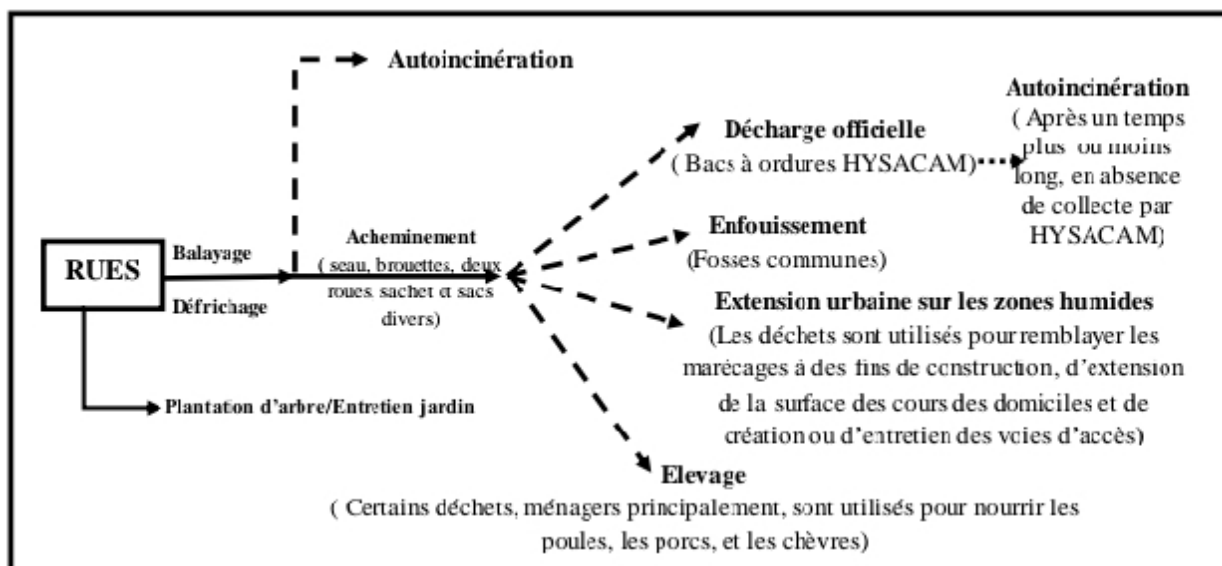 Autoincinération
Autoincinération
( Après un temps
plus ou moins
long, en absence
de collecte par
HYSACAM)
Décharge officielle
( Bacs à ordures HYSACAM)
RUES
Balayage
Défrichage
Acheminement
( seau, brouettes, deux
roues, sachet et sacs
divers)
Enfouissement
(Fosses communes)
Extension urbaine sur les zones humides
(Les déchets sont utilisés pour remblayer les
marécages à des fins de construction, d'extension
de la surface des cours des domiciles et de
création ou d'entretien des voies d'accès)
Plantation d'arbre/Entretien jardin
Elevage
( Certains déchets, ménagers principalement, sont utilisés pour nourrir les
poules, les porcs, et les chèvres)